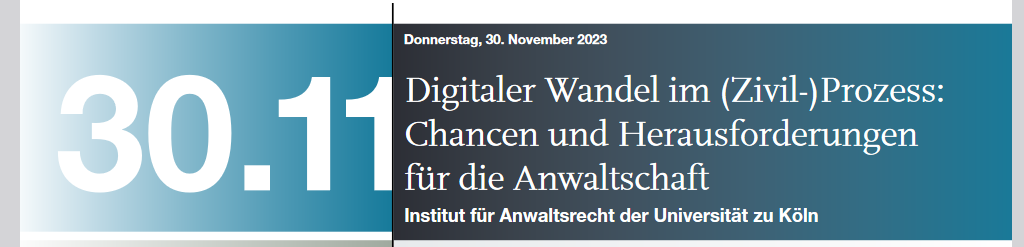 30.11
Donnerstag, 30. November 2023
Digitaler Wandel im (Zivil-)Prozess:
Chancen und Herausforderungen
für die Anwaltschaft
Institut für Anwaltsrecht der Universität zu Köln